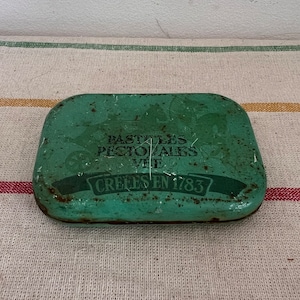 PASTILLES
PECTORALES
CRÉÉES EN 1783